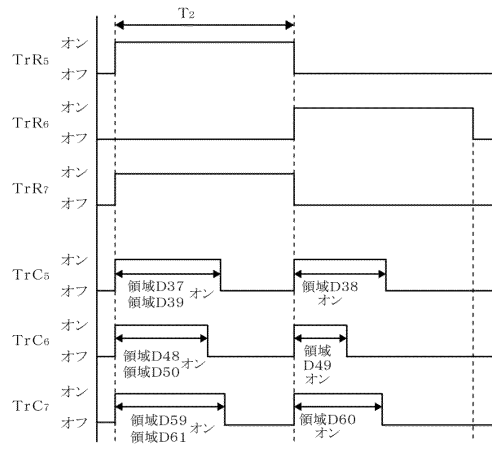 T₂
オン
TrR₅
オフ
オン
TrR₆
オフ
オン
TrR₇
オフ
オン
TrC₅
オフ
領域D37
領域D39
オン
領域D38
オン
オン
TrC₆
オフ
領域D48
領域D50
オン
領域
D49
オン
オン
TrC₇
オフ
領域D59
領域D61
オン
領域D60
オン